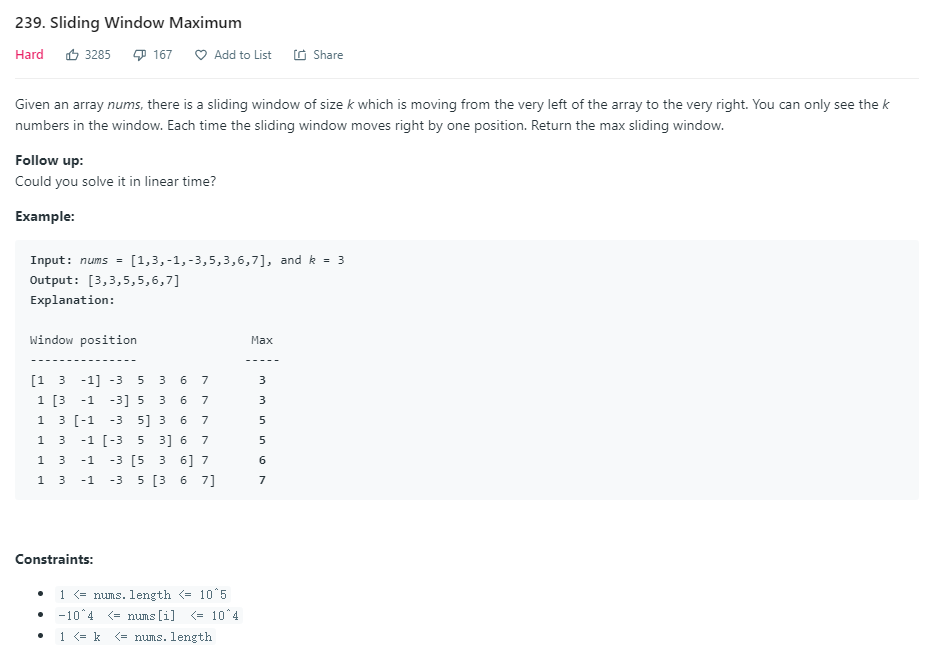 239. Sliding Window Maximum
Hard 3285 167 Add to List Share
Given an array nums, there is a sliding window of size k which is moving from the very left of the array to the very right. You can only see the k
numbers in the window. Each time the sliding window moves right by one position. Return the max sliding window.
Follow up:
Could you solve it in linear time?
Example:
Input: nums = [1,3,-1,-3,5,3,6,7], and k = 3
Output: [3,3,5,5,6,7]
Explanation:
Window position                Max
---------------               -----
[1  3  -1] -3  5  3  6  7       3
 1 [3  -1  -3] 5  3  6  7       3
 1  3 [-1  -3  5] 3  6  7       5
 1  3  -1 [-3  5  3] 6  7       5
 1  3  -1  -3 [5  3  6] 7       6
 1  3  -1  -3  5 [3  6  7]      7
Constraints:
• 1 <= nums.length <= 10^5
• -10^4 <= nums[i] <= 10^4
• 1 <= k <= nums.length